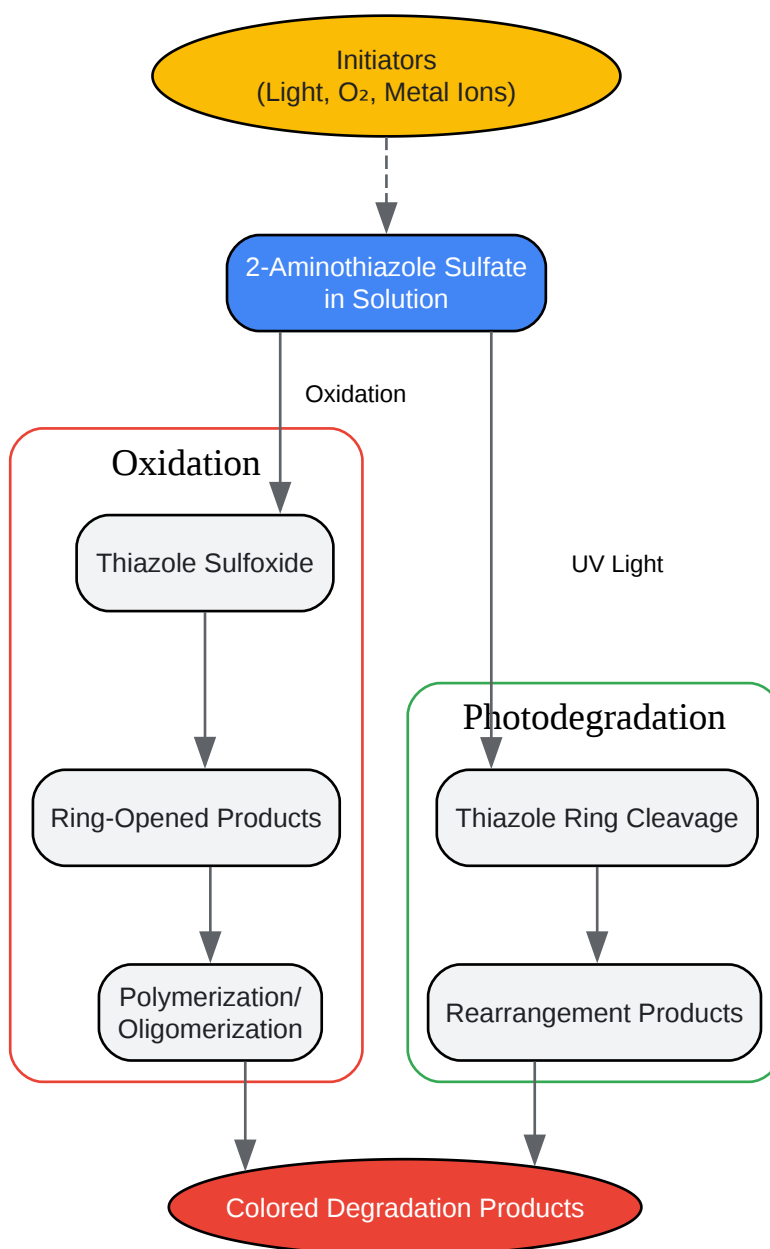 Initiators
(Light, O₂, Metal Ions)
2-Aminothiazole Sulfate
in Solution
Oxidation
Oxidation
Thiazole Sulfoxide
UV Light
Photodegradation
Ring-Opened Products
Thiazole Ring Cleavage
Polymerization/
Oligomerization
Rearrangement Products
Colored Degradation Products